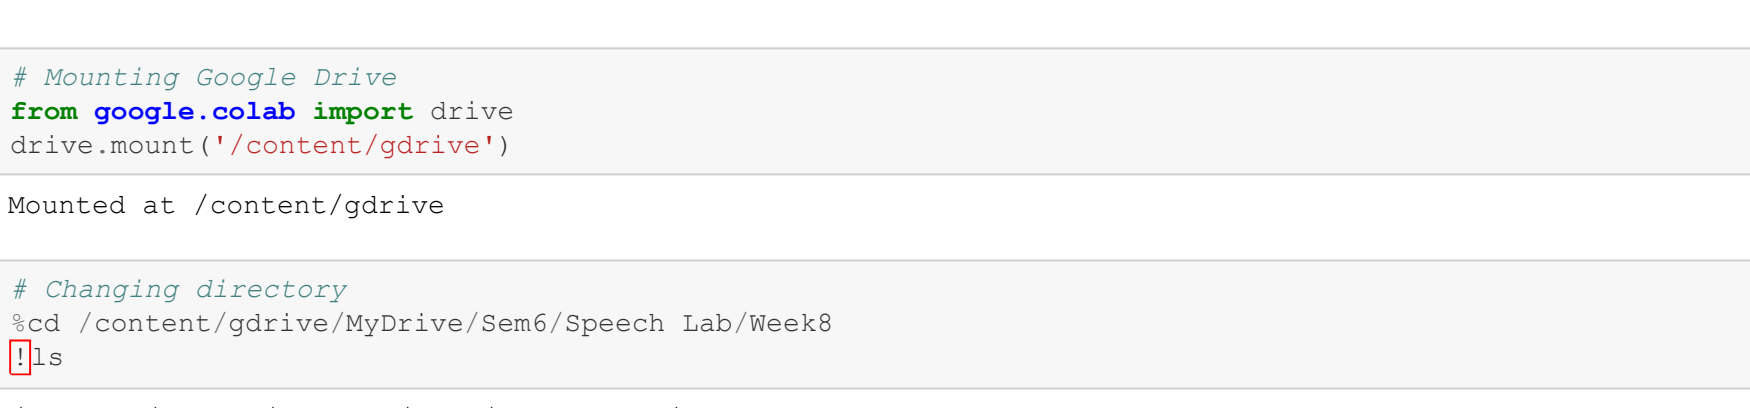 # Mounting Google Drive
from google.colab import drive
drive.mount('/content/gdrive')
Mounted at /content/gdrive
# Changing directory
%cd /content/gdrive/MyDrive/Sem6/Speech Lab/Week8
!ls